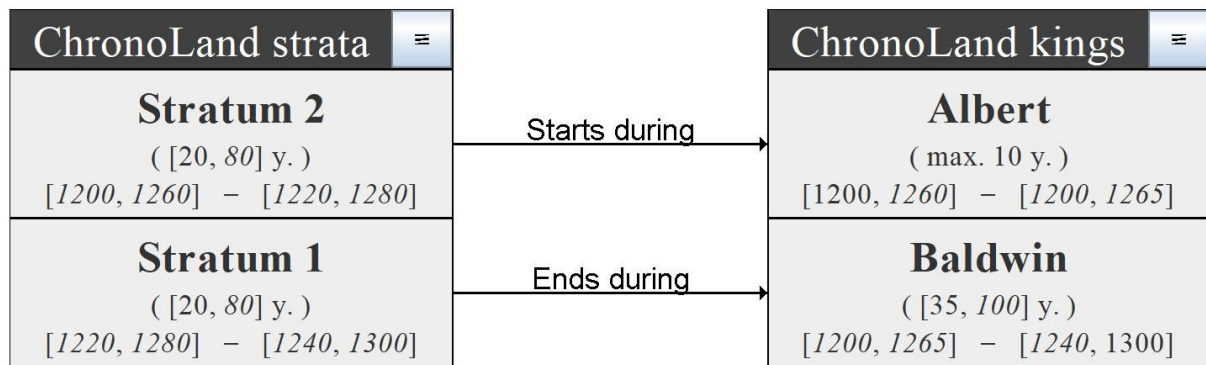 ChronoLand strata ≡
Stratum 2
( [20, 80] y. )
[1200, 1260] – [1220, 1280]
Stratum 1
( [20, 80] y. )
[1220, 1280] – [1240, 1300]
Starts during
Ends during
ChronoLand kings ≡
Albert
( max. 10 y. )
[1200, 1260] – [1200, 1265]
Baldwin
( [35, 100] y. )
[1200, 1265] – [1240, 1300]